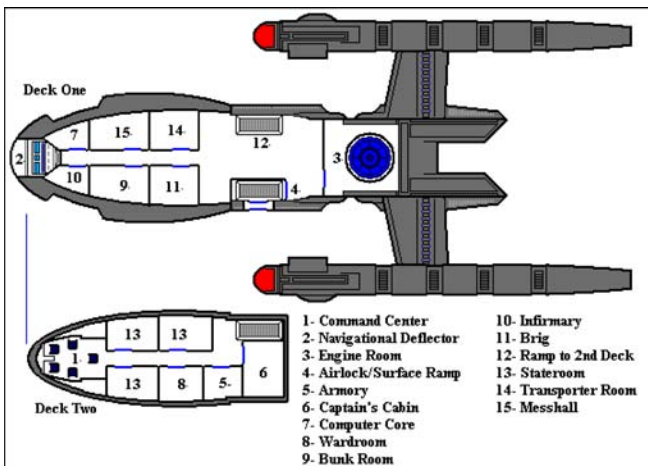 Deck One
7
15
14
12
2
3
10
9
11
4
13
13
1
6
13
8
5
Deck Two
1- Command Center
2- Navigational Deflector
3- Engine Room
4- Airlock/Surface Ramp
5- Armory
6- Captain's Cabin
7- Computer Core
8- Wardroom
9- Bunk Room
10- Infirmary
11- Brig
12- Ramp to 2nd Deck
13- Stateroom
14- Transporter Room
15- Messhall